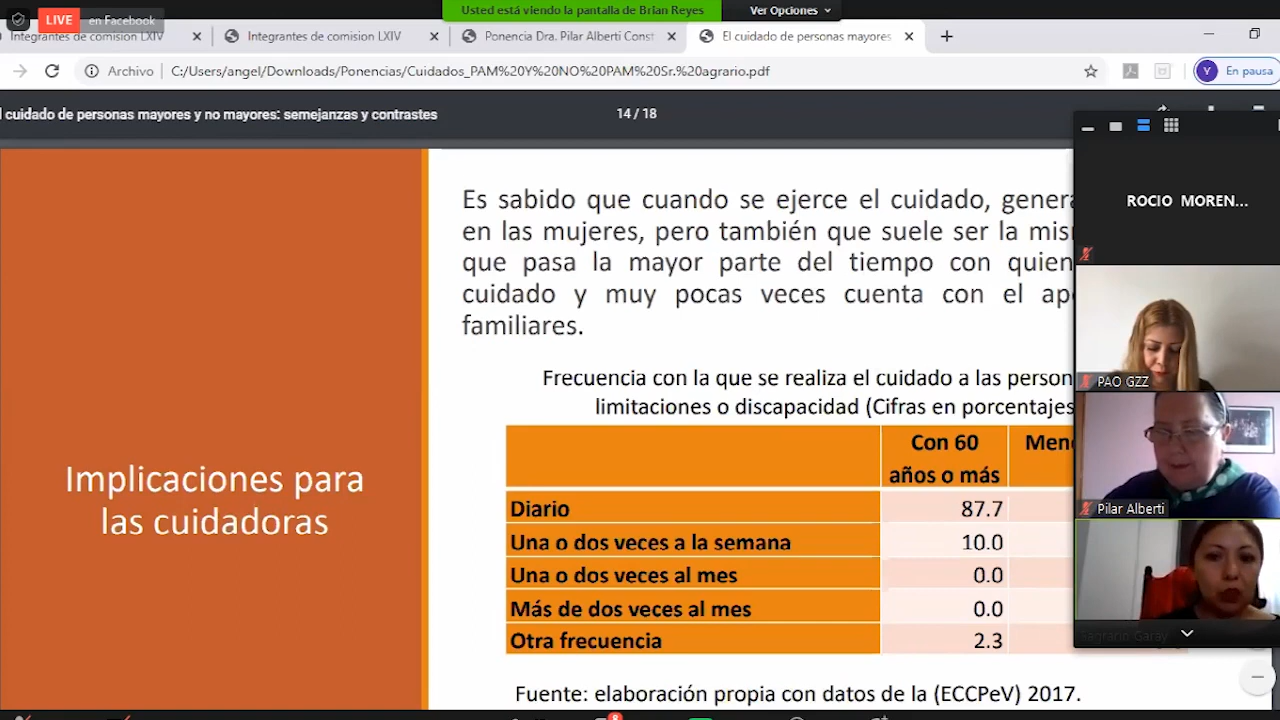 LIVE en Facebook
Usted está viendo la pantalla de Brian Reyes
Ver Opciones
Integrantes de comision LXIV
Integrantes de comision LXIV
Ponencia Dra. Pilar Alberti Const
El cuidado de personas mayores
Archivo
C:/Users/angel/Downloads/Ponencias/Cuidados_PAM%20Y%20NO%20PAM%20Sr.%20agrario.pdf
Y En pausa
l cuidado de personas mayores y no mayores: semejanzas y contrastes
14 / 18
ROCIO MOREN...
PAO GZZ
Pilar Alberti
Sagrario Garay
Implicaciones para
las cuidadoras
Es sabido que cuando se ejerce el cuidado, genera
en las mujeres, pero también que suele ser la mis
que pasa la mayor parte del tiempo con quien
cuidado y muy pocas veces cuenta con el ap
familiares.
Frecuencia con la que se realiza el cuidado a las person
limitaciones o discapacidad (Cifras en porcentajes
Con 60 años o más Meno
Diario 87.7
Una o dos veces a la semana 10.0
Una o dos veces al mes 0.0
Más de dos veces al mes 0.0
Otra frecuencia 2.3
Fuente: elaboración propia con datos de la (ECCPeV) 2017.
8